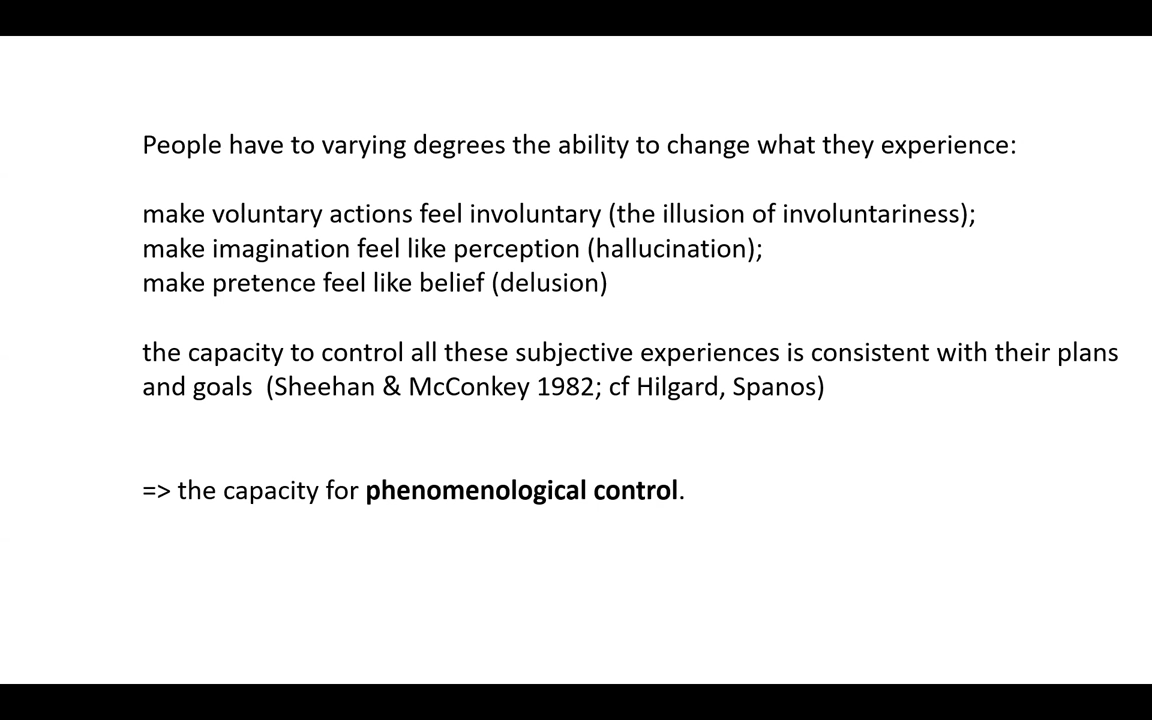 People have to varying degrees the ability to change what they experience:
make voluntary actions feel involuntary (the illusion of involuntariness);
make imagination feel like perception (hallucination);
make pretence feel like belief (delusion)
the capacity to control all these subjective experiences is consistent with their plans
and goals  (Sheehan & McConkey 1982; cf Hilgard, Spanos)
=> the capacity for phenomenological control.